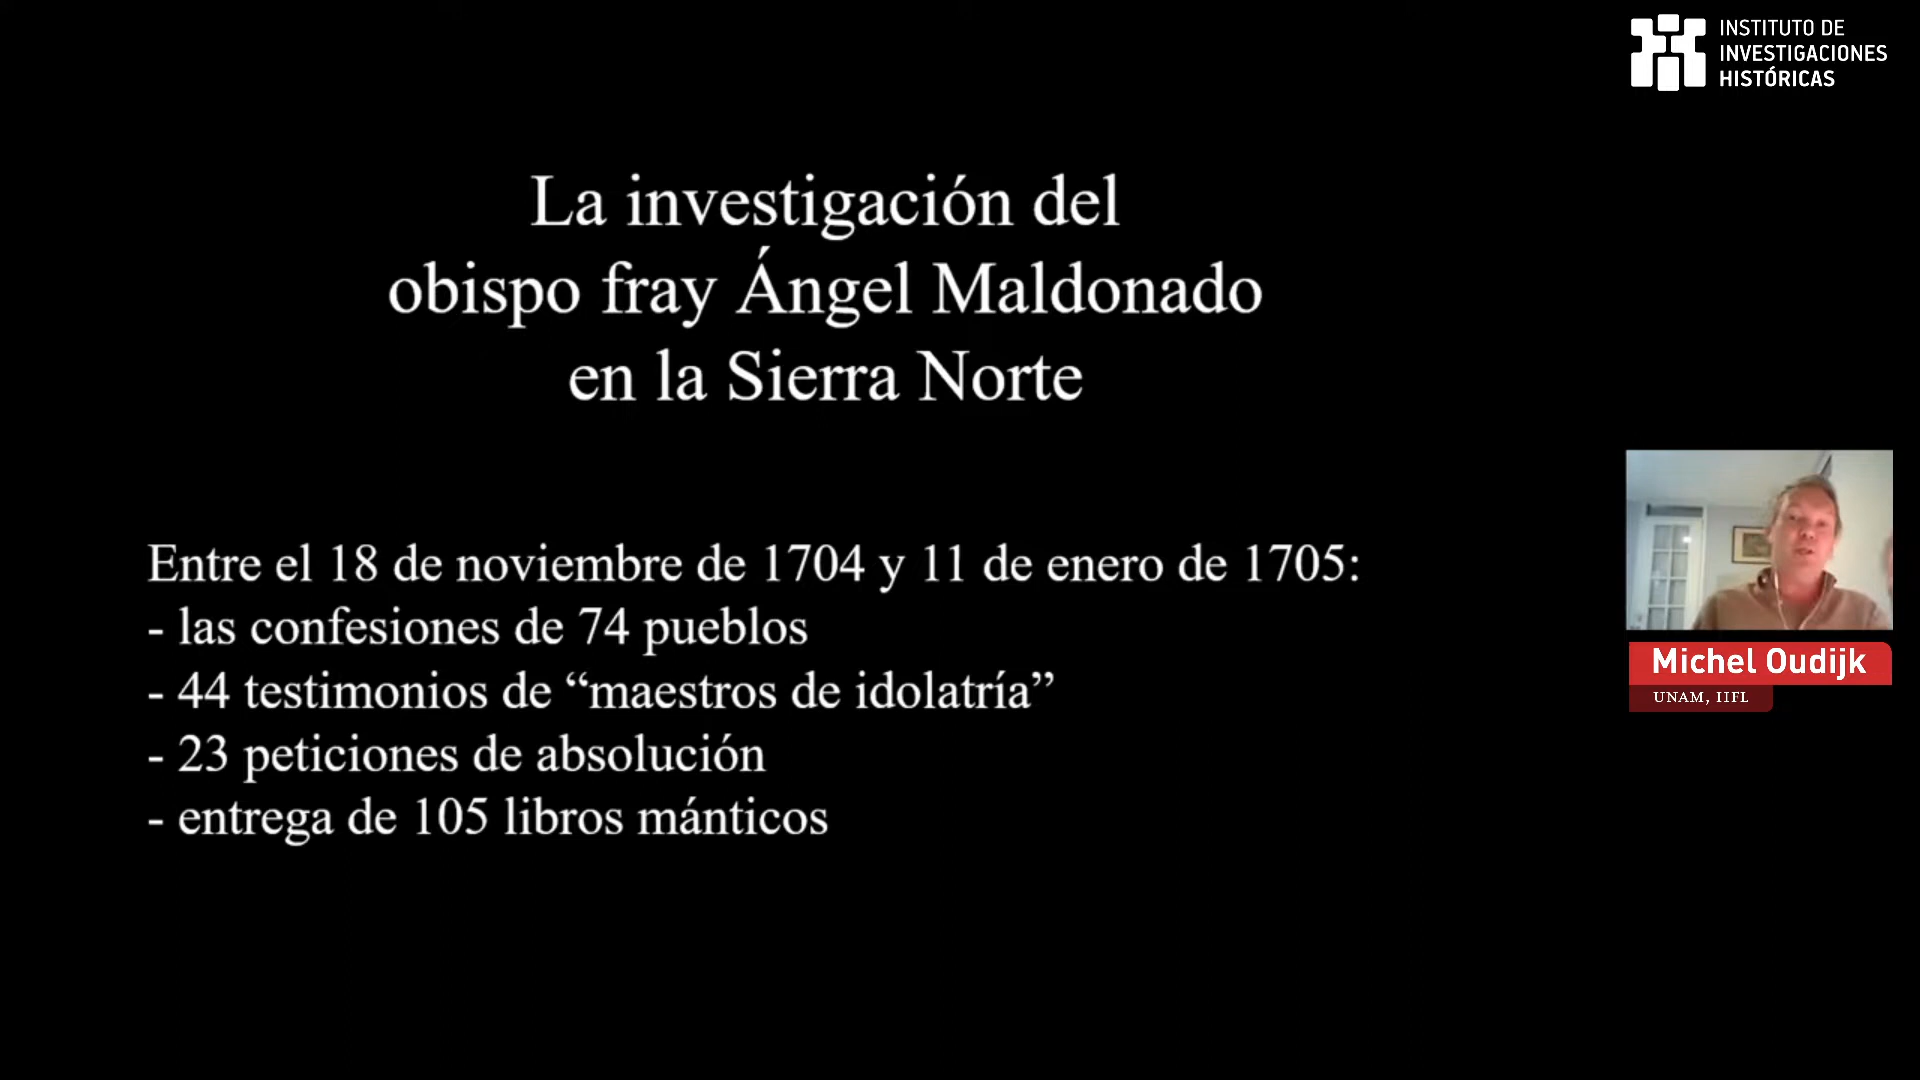 INSTITUTO DE
INVESTIGACIONES
HISTÓRICAS
La investigación del
obispo fray Ángel Maldonado
en la Sierra Norte
Entre el 18 de noviembre de 1704 y 11 de enero de 1705:
- las confesiones de 74 pueblos
- 44 testimonios de “maestros de idolatría”
- 23 peticiones de absolución
- entrega de 105 libros mánticos
Michel Oudijk
UNAM, IIFL